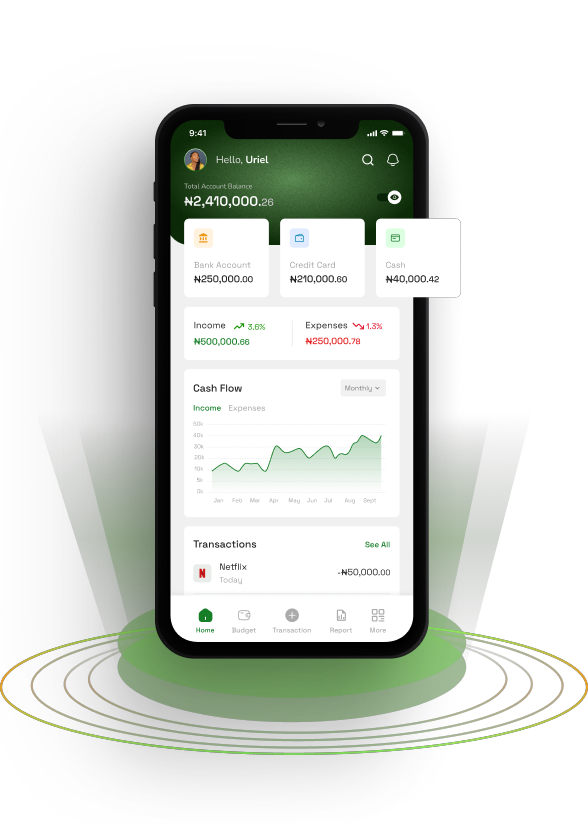 9:41
Hello, Uriel
Total Account Balance
₦2,410,000.26
Bank Account
₦250,000.00
Credit Card
₦210,000.60
Cash
₦40,000.42
Income 3.6%
₦500,000.66
Expenses 1.3%
₦250,000.78
Cash Flow
Monthly
Income Expenses
50k
40k
30k
20k
10k
5k
0k
Jan Feb Mar Apr May Jun Jul Aug Sept
Transactions
See All
N
Netflix
-₦50,000.00
Today
Home Budget Transaction Report More